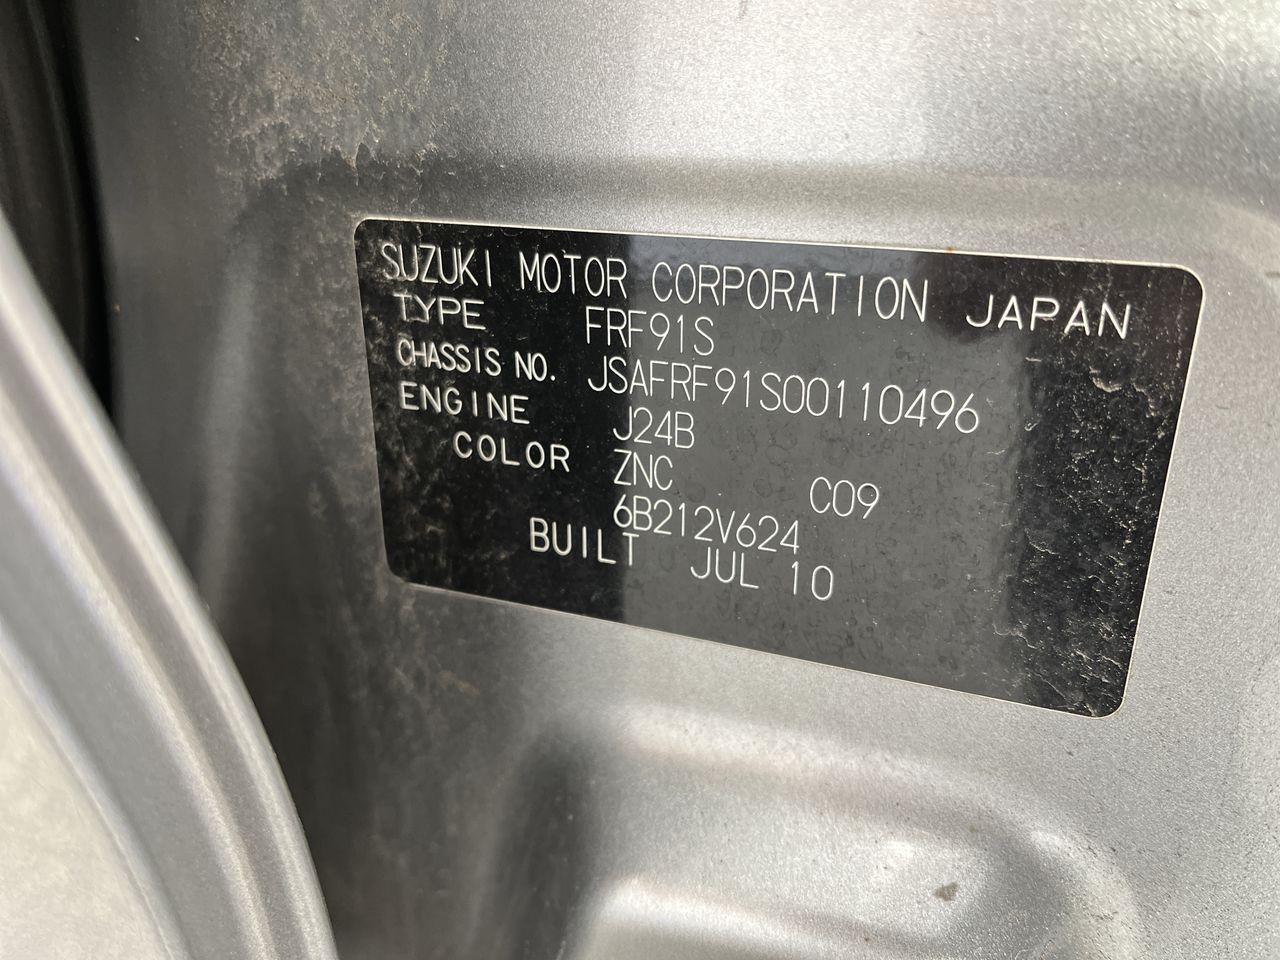 SUZUKI MOTOR CORPORATION JAPAN
TYPE FRF91S
CHASSIS NO. JSAFRF91S00110496
ENGINE J24B
COLOR ZNC C09
6B212V624
BUILT JUL 10